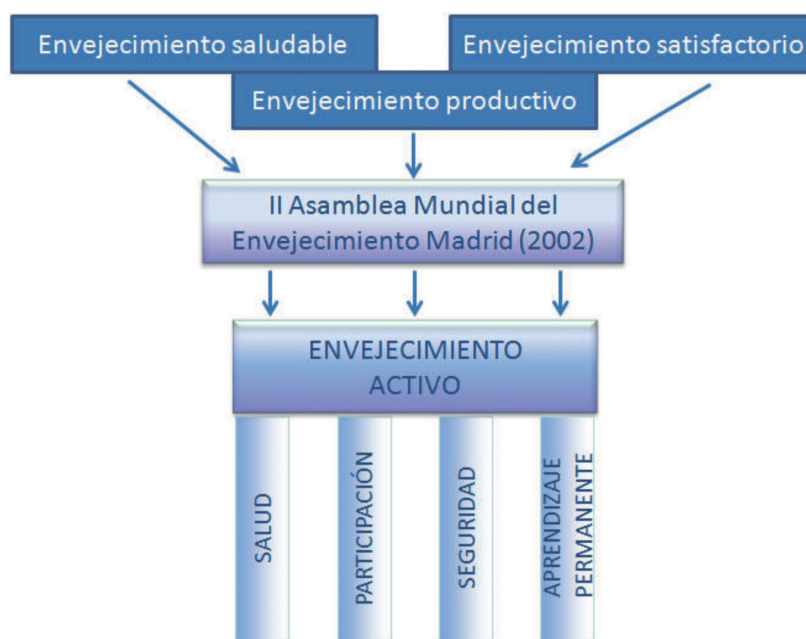 Envejecimiento saludable
Envejecimiento satisfactorio
Envejecimiento productivo
II Asamblea Mundial del
Envejecimiento Madrid (2002)
ENVEJECIMIENTO
ACTIVO
SALUD
PARTICIPACIÓN
SEGURIDAD
APRENDIZAJE
PERMANENTE